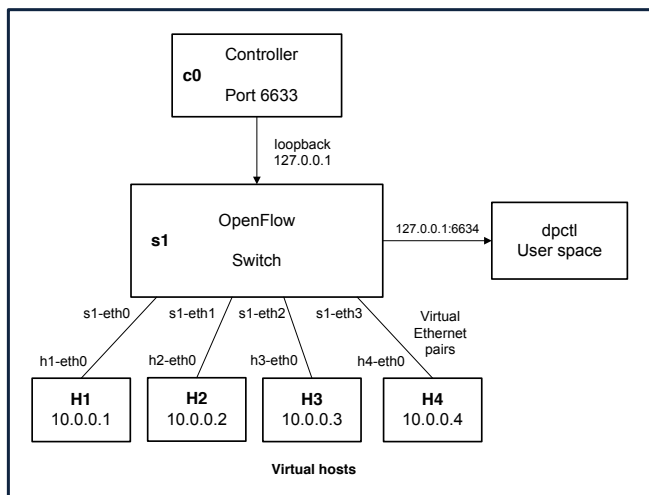 Controller
c0
Port 6633
loopback
127.0.0.1
OpenFlow
s1
Switch
127.0.0.1:6634
dpctl
User space
s1-eth0
s1-eth1
s1-eth2
s1-eth3
Virtual
Ethernet
pairs
h1-eth0
h2-eth0
h3-eth0
h4-eth0
H1
10.0.0.1
H2
10.0.0.2
H3
10.0.0.3
H4
10.0.0.4
Virtual hosts